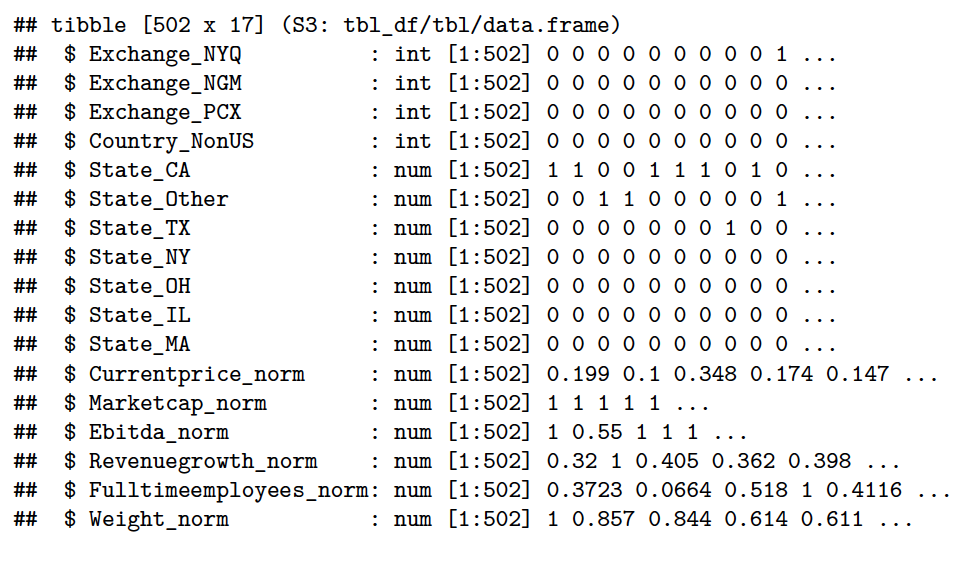 ## tibble [502 x 17] (S3: tbl_df/tbl/data.frame)
##  $ Exchange_NYQ          : int [1:502] 0 0 0 0 0 0 0 0 0 1 ...
##  $ Exchange_NGM          : int [1:502] 0 0 0 0 0 0 0 0 0 0 ...
##  $ Exchange_PCX          : int [1:502] 0 0 0 0 0 0 0 0 0 0 ...
##  $ Country_NonUS         : int [1:502] 0 0 0 0 0 0 0 0 0 0 ...
##  $ State_CA              : num [1:502] 1 1 0 0 1 1 1 0 1 0 ...
##  $ State_Other           : num [1:502] 0 0 1 1 0 0 0 0 0 1 ...
##  $ State_TX              : num [1:502] 0 0 0 0 0 0 0 1 0 0 ...
##  $ State_NY              : num [1:502] 0 0 0 0 0 0 0 0 0 0 ...
##  $ State_OH              : num [1:502] 0 0 0 0 0 0 0 0 0 0 ...
##  $ State_IL              : num [1:502] 0 0 0 0 0 0 0 0 0 0 ...
##  $ State_MA              : num [1:502] 0 0 0 0 0 0 0 0 0 0 ...
##  $ Currentprice_norm     : num [1:502] 0.199 0.1 0.348 0.174 0.147 ...
##  $ Marketcap_norm        : num [1:502] 1 1 1 1 1 ...
##  $ Ebitda_norm           : num [1:502] 1 0.55 1 1 1 ...
##  $ Revenuegrowth_norm    : num [1:502] 0.32 1 0.405 0.362 0.398 ...
##  $ Fulltimeemployees_norm: num [1:502] 0.3723 0.0664 0.518 1 0.4116 ...
##  $ Weight_norm           : num [1:502] 1 0.857 0.844 0.614 0.611 ...